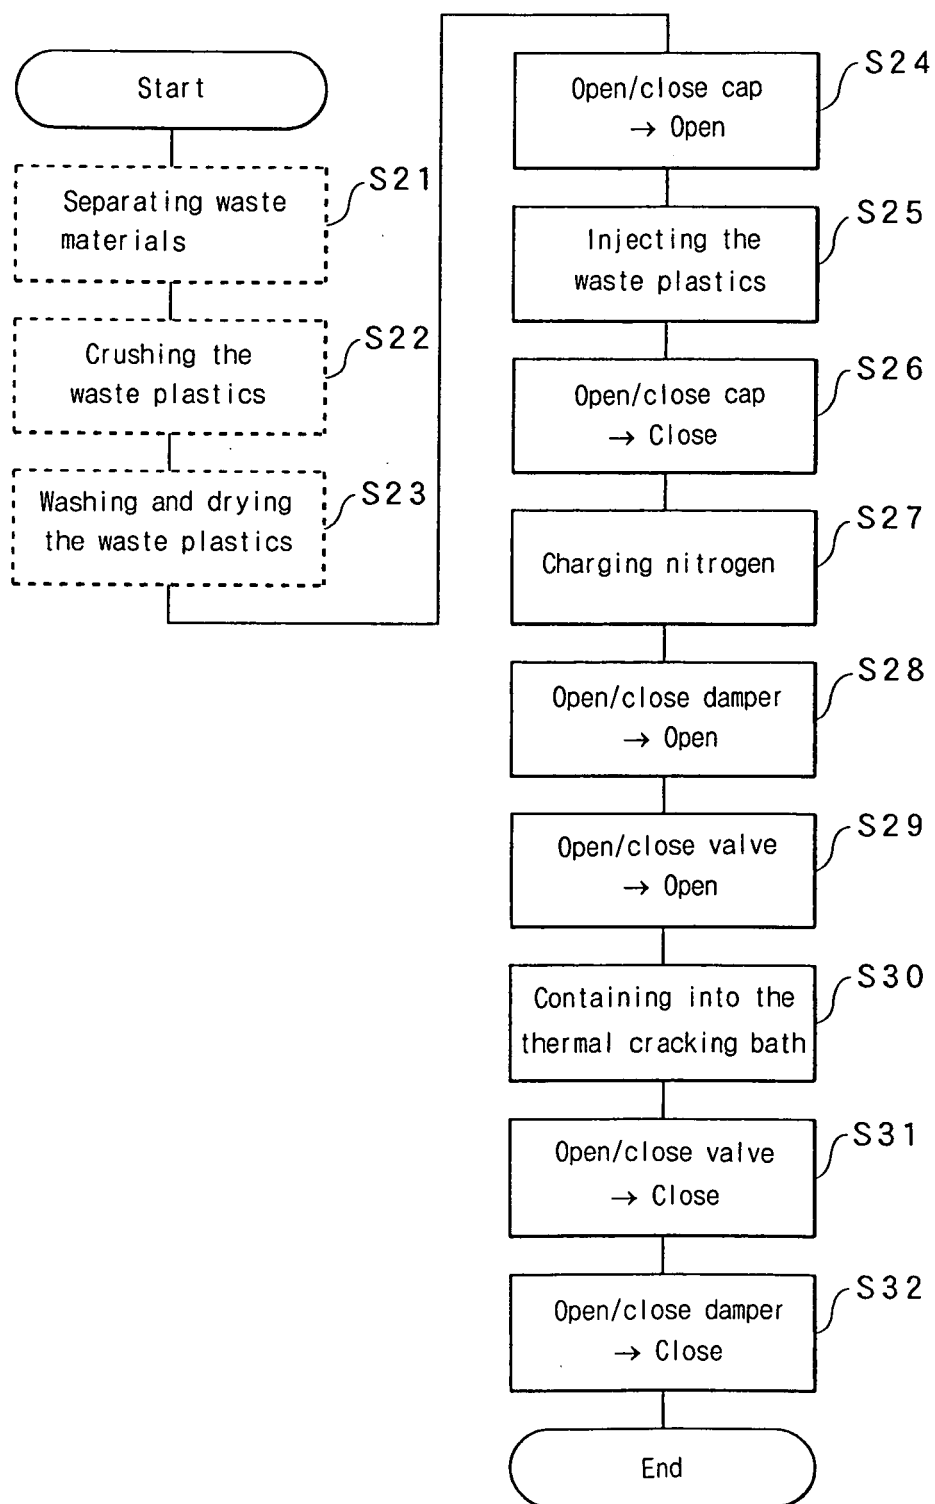 Start
Separating waste
materials
S21
Crushing the
waste plastics
S22
Washing and drying
the waste plastics
S23
Open/close cap
→ Open
S24
Injecting the
waste plastics
S25
Open/close cap
→ Close
S26
Charging nitrogen
S27
Open/close damper
→ Open
S28
Open/close valve
→ Open
S29
Containing into the
thermal cracking bath
S30
Open/close valve
→ Close
S31
Open/close damper
→ Close
S32
End